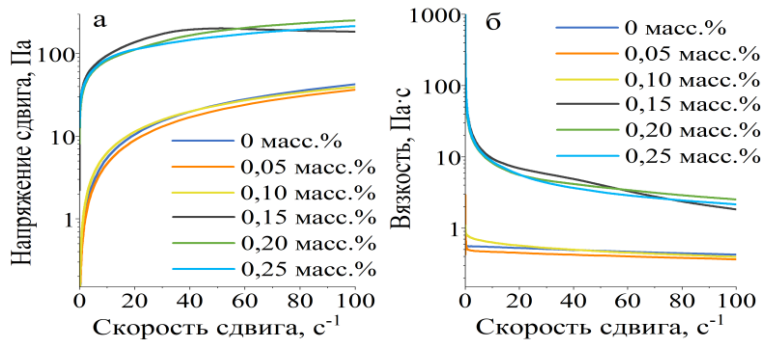 а
Напряжение сдвига, Па
100
10
1
0 масс.%
0,05 масс.%
0,10 масс.%
0,15 масс.%
0,20 масс.%
0,25 масс.%
0 20 40 60 80 100
Скорость сдвига, с⁻¹
б
Вязкость, Па·с
1000
100
10
1
0 масс.%
0,05 масс.%
0,10 масс.%
0,15 масс.%
0,20 масс.%
0,25 масс.%
0 20 40 60 80 100
Скорость сдвига, с⁻¹